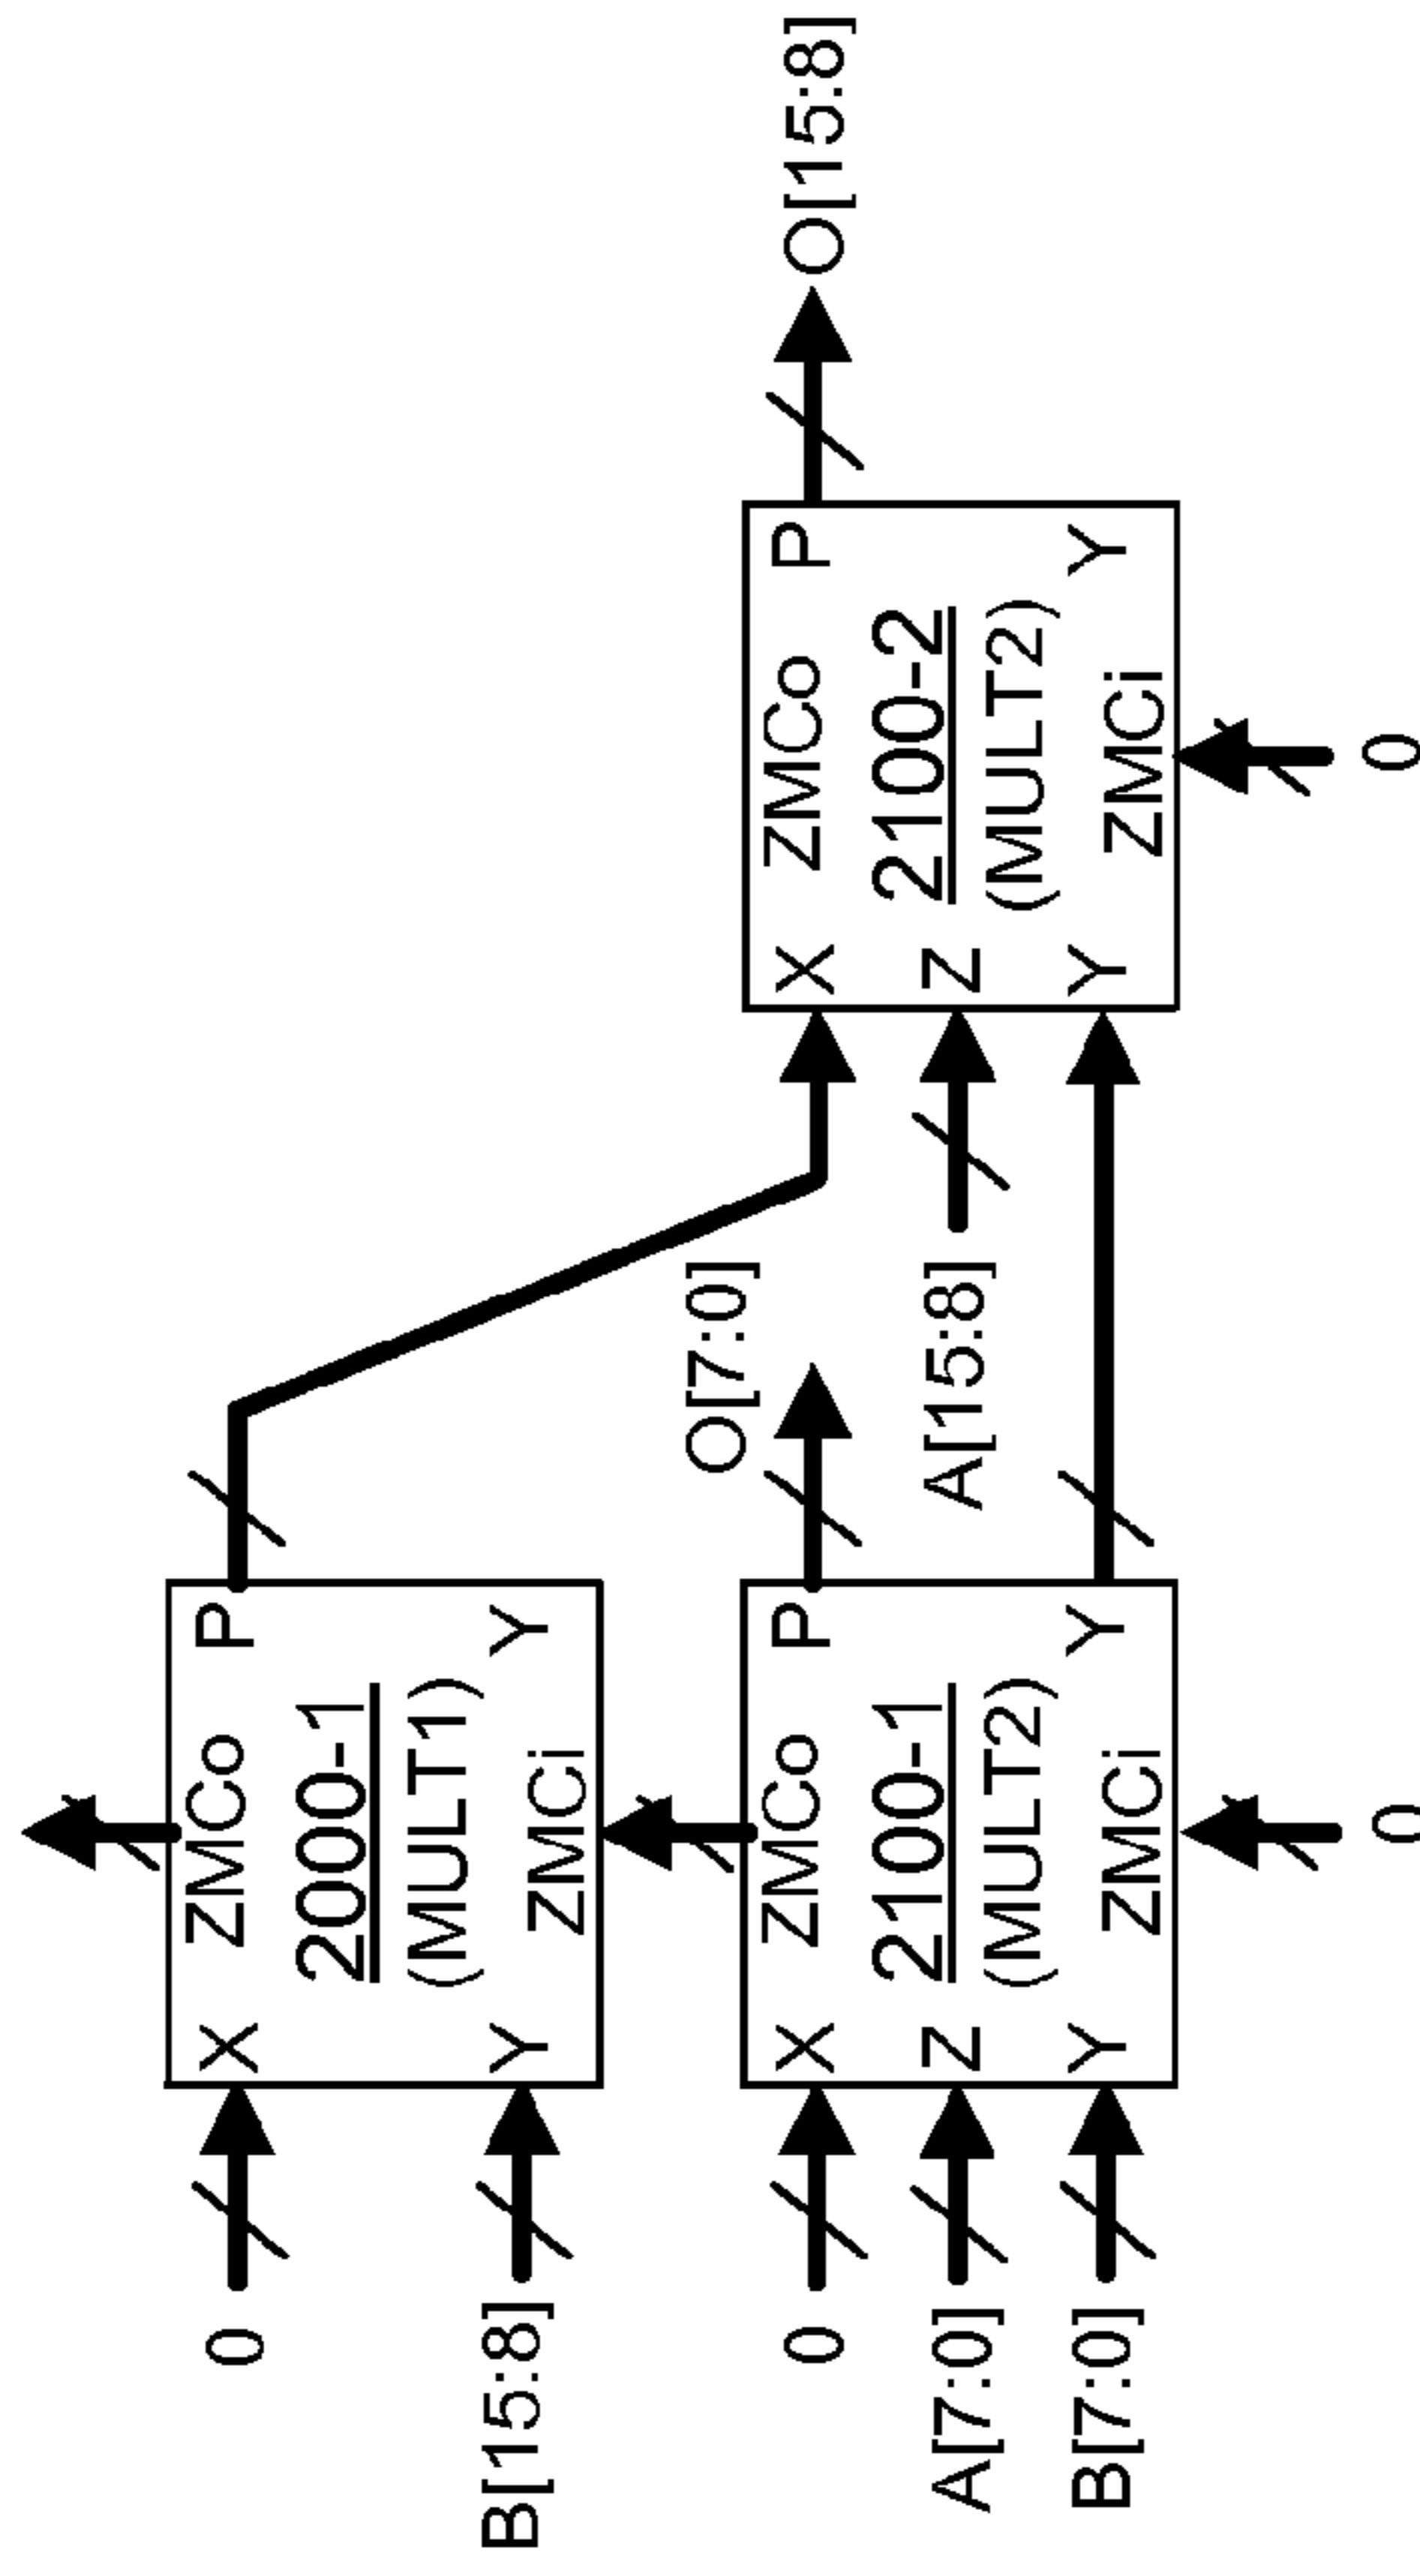 0
B[15:8]
X ZMCo P
2000-1
(MULT1)
Y Y
ZMCi
O[7:0]
0
A[7:0]
B[7:0]
X ZMCo P
Z 2100-1
(MULT2)
Y Y
ZMCi
0
A[15:8]
X ZMCo P
Z 2100-2
(MULT2)
Y Y
ZMCi
0
O[15:8]